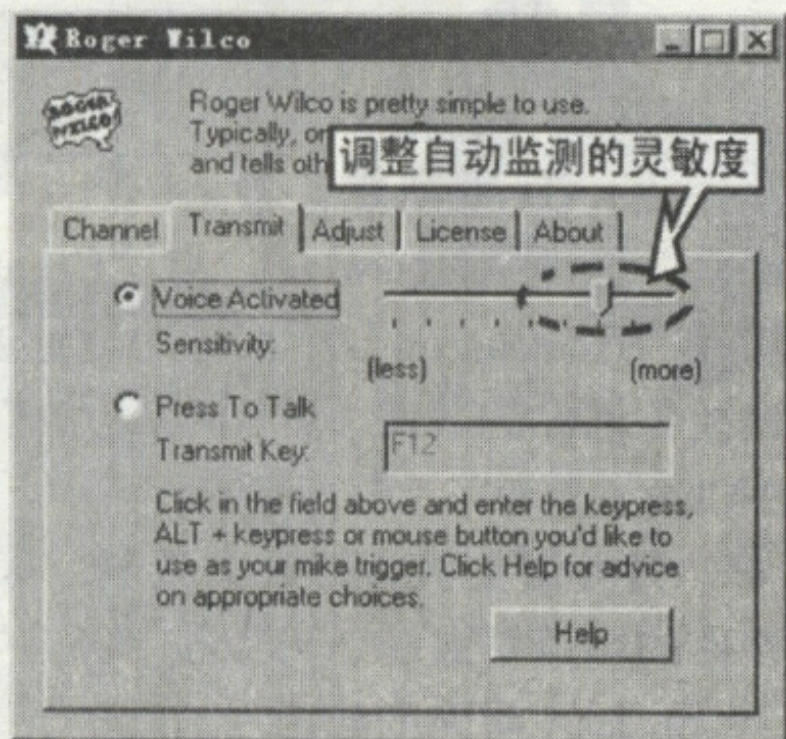 Roger Wilco
ROGER
WILCO
Roger Wilco is pretty simple to use.
Typically, or
and tells oth
调整自动监测的灵敏度
Channel Transmit Adjust License About
Voice Activated
Sensitivity:
(less) (more)
Press To Talk
Transmit Key: F12
Click in the field above and enter the keypress,
ALT + keypress or mouse button you'd like to
use as your mike trigger. Click Help for advice
on appropriate choices.
Help